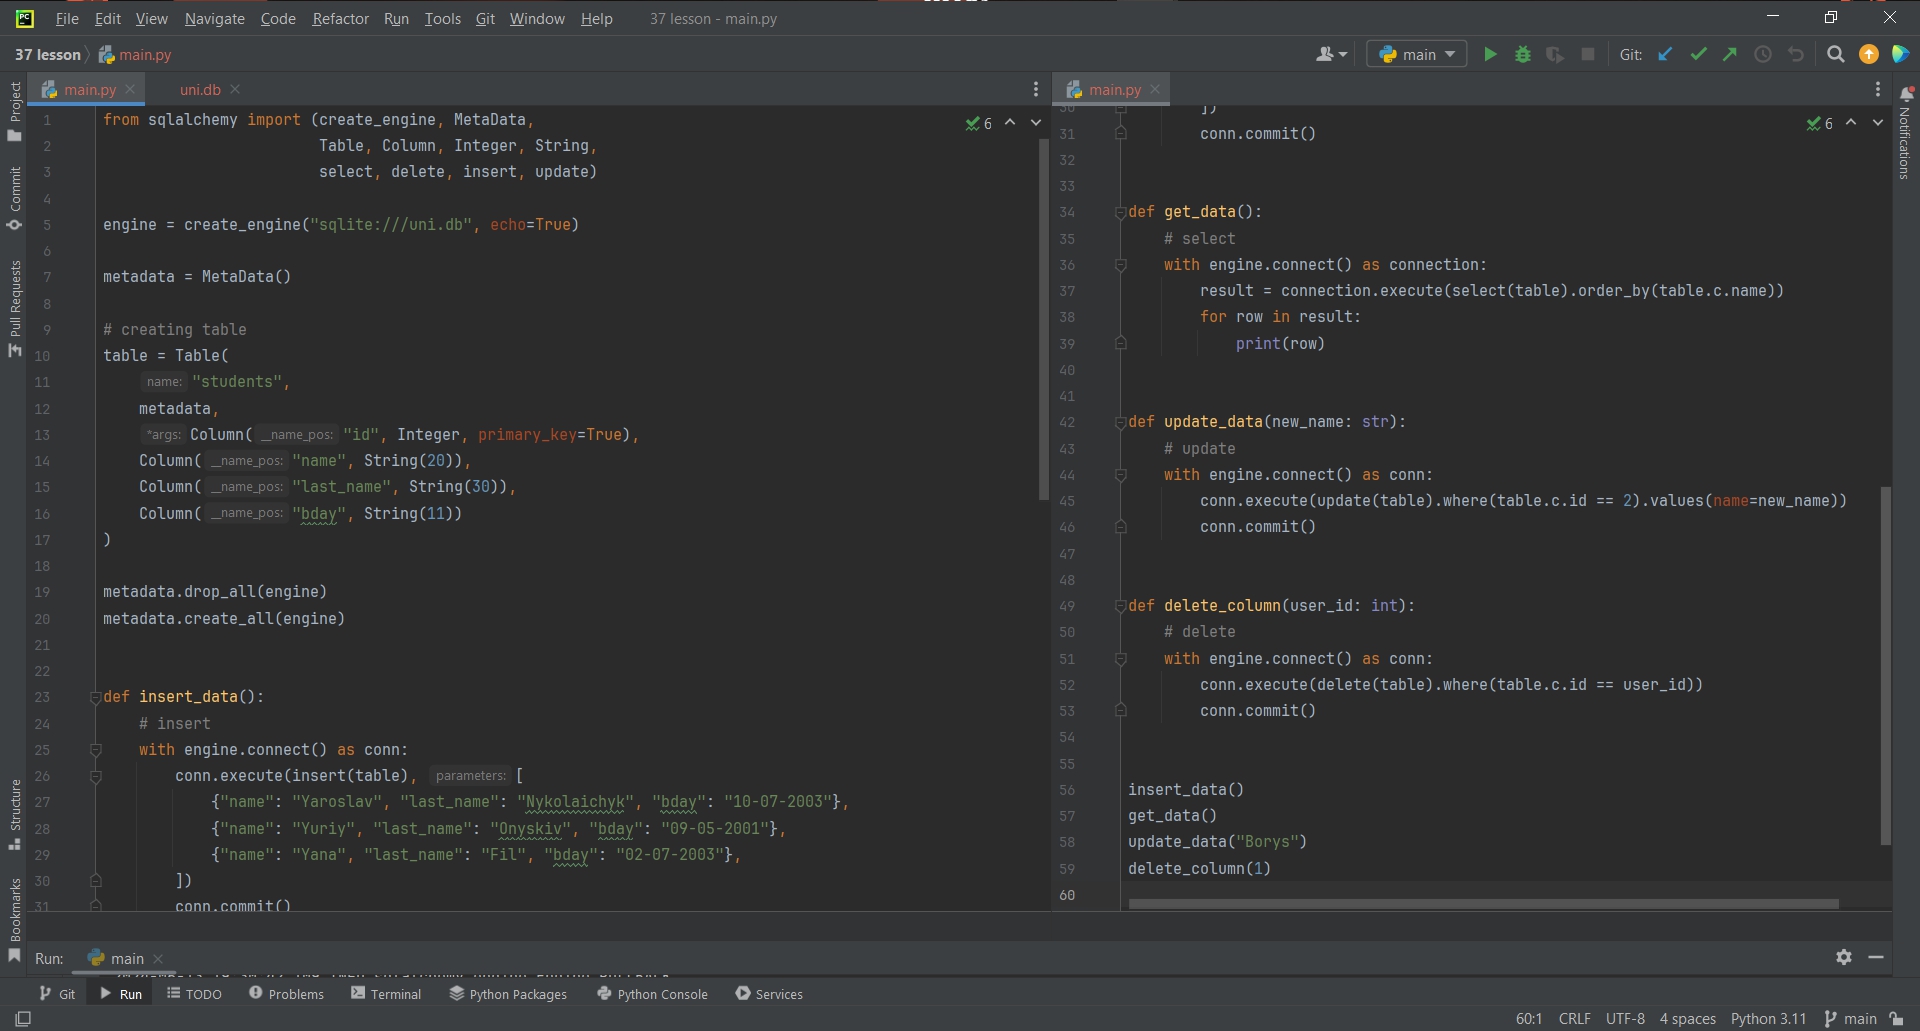 File Edit View Navigate Code Refactor Run Tools Git Window Help 37 lesson - main.py
37 lesson main.py main Git:
main.py uni.db main.py
Project
Commit
Pull Requests
Structure
Bookmarks
6
1 from sqlalchemy import (create_engine, MetaData,
2 Table, Column, Integer, String,
3 select, delete, insert, update)
4
5 engine = create_engine("sqlite:///uni.db", echo=True)
6
7 metadata = MetaData()
8
9 # creating table
10 table = Table(
11 name: "students",
12 metadata,
13 *args: Column( __name_pos: "id", Integer, primary_key=True),
14 Column( __name_pos: "name", String(20)),
15 Column( __name_pos: "last_name", String(30)),
16 Column( __name_pos: "bday", String(11))
17 )
18
19 metadata.drop_all(engine)
20 metadata.create_all(engine)
21
22
23 def insert_data():
24 # insert
25 with engine.connect() as conn:
26 conn.execute(insert(table), parameters: [
27 {"name": "Yaroslav", "last_name": "Nykolaichyk", "bday": "10-07-2003"},
28 {"name": "Yuriy", "last_name": "Onyskiv", "bday": "09-05-2001"},
29 {"name": "Yana", "last_name": "Fil", "bday": "02-07-2003"},
30 ])
31 conn.commit()
6
30 ])
31 conn.commit()
32
33
34 def get_data():
35 # select
36 with engine.connect() as connection:
37 result = connection.execute(select(table).order_by(table.c.name))
38 for row in result:
39 print(row)
40
41
42 def update_data(new_name: str):
43 # update
44 with engine.connect() as conn:
45 conn.execute(update(table).where(table.c.id == 2).values(name=new_name))
46 conn.commit()
47
48
49 def delete_column(user_id: int):
50 # delete
51 with engine.connect() as conn:
52 conn.execute(delete(table).where(table.c.id == user_id))
53 conn.commit()
54
55
56 insert_data()
57 get_data()
58 update_data("Borys")
59 delete_column(1)
60
Notifications
Run: main
Git Run TODO Problems Terminal Python Packages Python Console Services
60:1 CRLF UTF-8 4 spaces Python 3.11 main